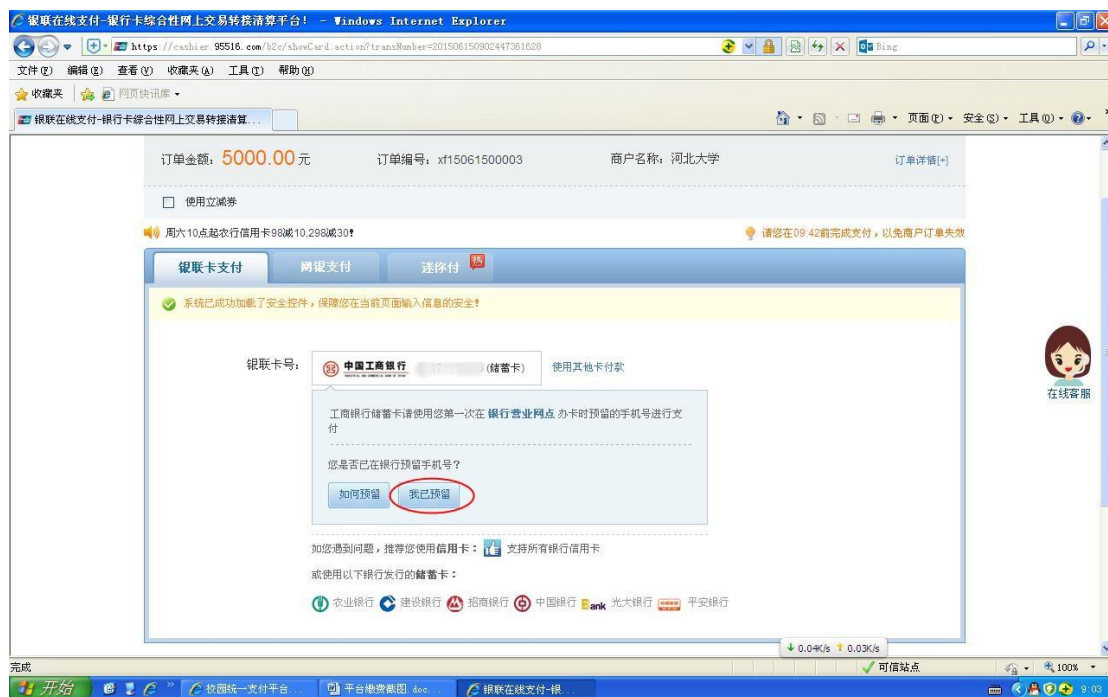 银联在线支付-银行卡综合性网上交易转接清算平台! - Windows Internet Explorer
https://cashier.95516.com/b2c/showCard.action?transNumber=201506150902447361628
Bing
文件(F) 编辑(E) 查看(V) 收藏夹(A) 工具(T) 帮助(H)
收藏夹 网页快讯库
银联在线支付-银行卡综合性网上交易转接清算... 页面(P) 安全(S) 工具(O)
订单金额: 5000.00 元 订单编号: xf15061500003 商户名称: 河北大学 订单详情[+]
使用立减券
周六10点起农行信用卡98减10,298减30! 请您在09:42前完成支付，以免商户订单失效
银联卡支付 网银支付 迷你付 热
系统已成功加载了安全控件，保障您在当前页面输入信息的安全!
银联卡号: 中国工商银行 (储蓄卡) 使用其他卡付款
工商银行储蓄卡请使用您第一次在 银行营业网点 办卡时预留的手机号进行支
付
您是否已在银行预留手机号?
如何预留 我已预留
在线客服
如您遇到问题，推荐您使用信用卡: 支持所有银行信用卡
或使用以下银行发行的储蓄卡:
农业银行 建设银行 招商银行 中国银行 Bank 光大银行 平安银行
0.04K/s 0.03K/s
完成 可信站点 100%
开始 校园统一支付平台... 平台缴费截图.doc... 银联在线支付-银... 9:03